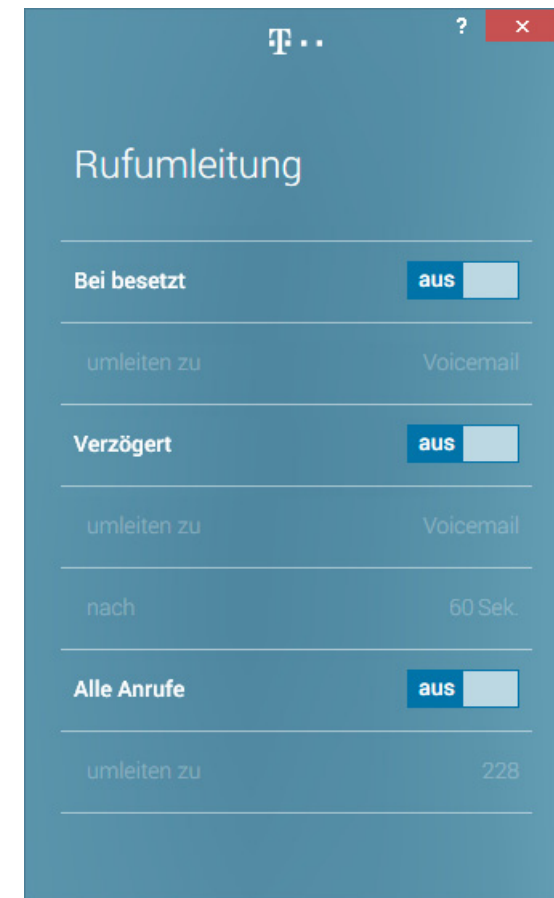 T
?
Rufumleitung
Bei besetzt aus
umleiten zu Voicemail
Verzögert aus
umleiten zu Voicemail
nach 60 Sek.
Alle Anrufe aus
umleiten zu 228